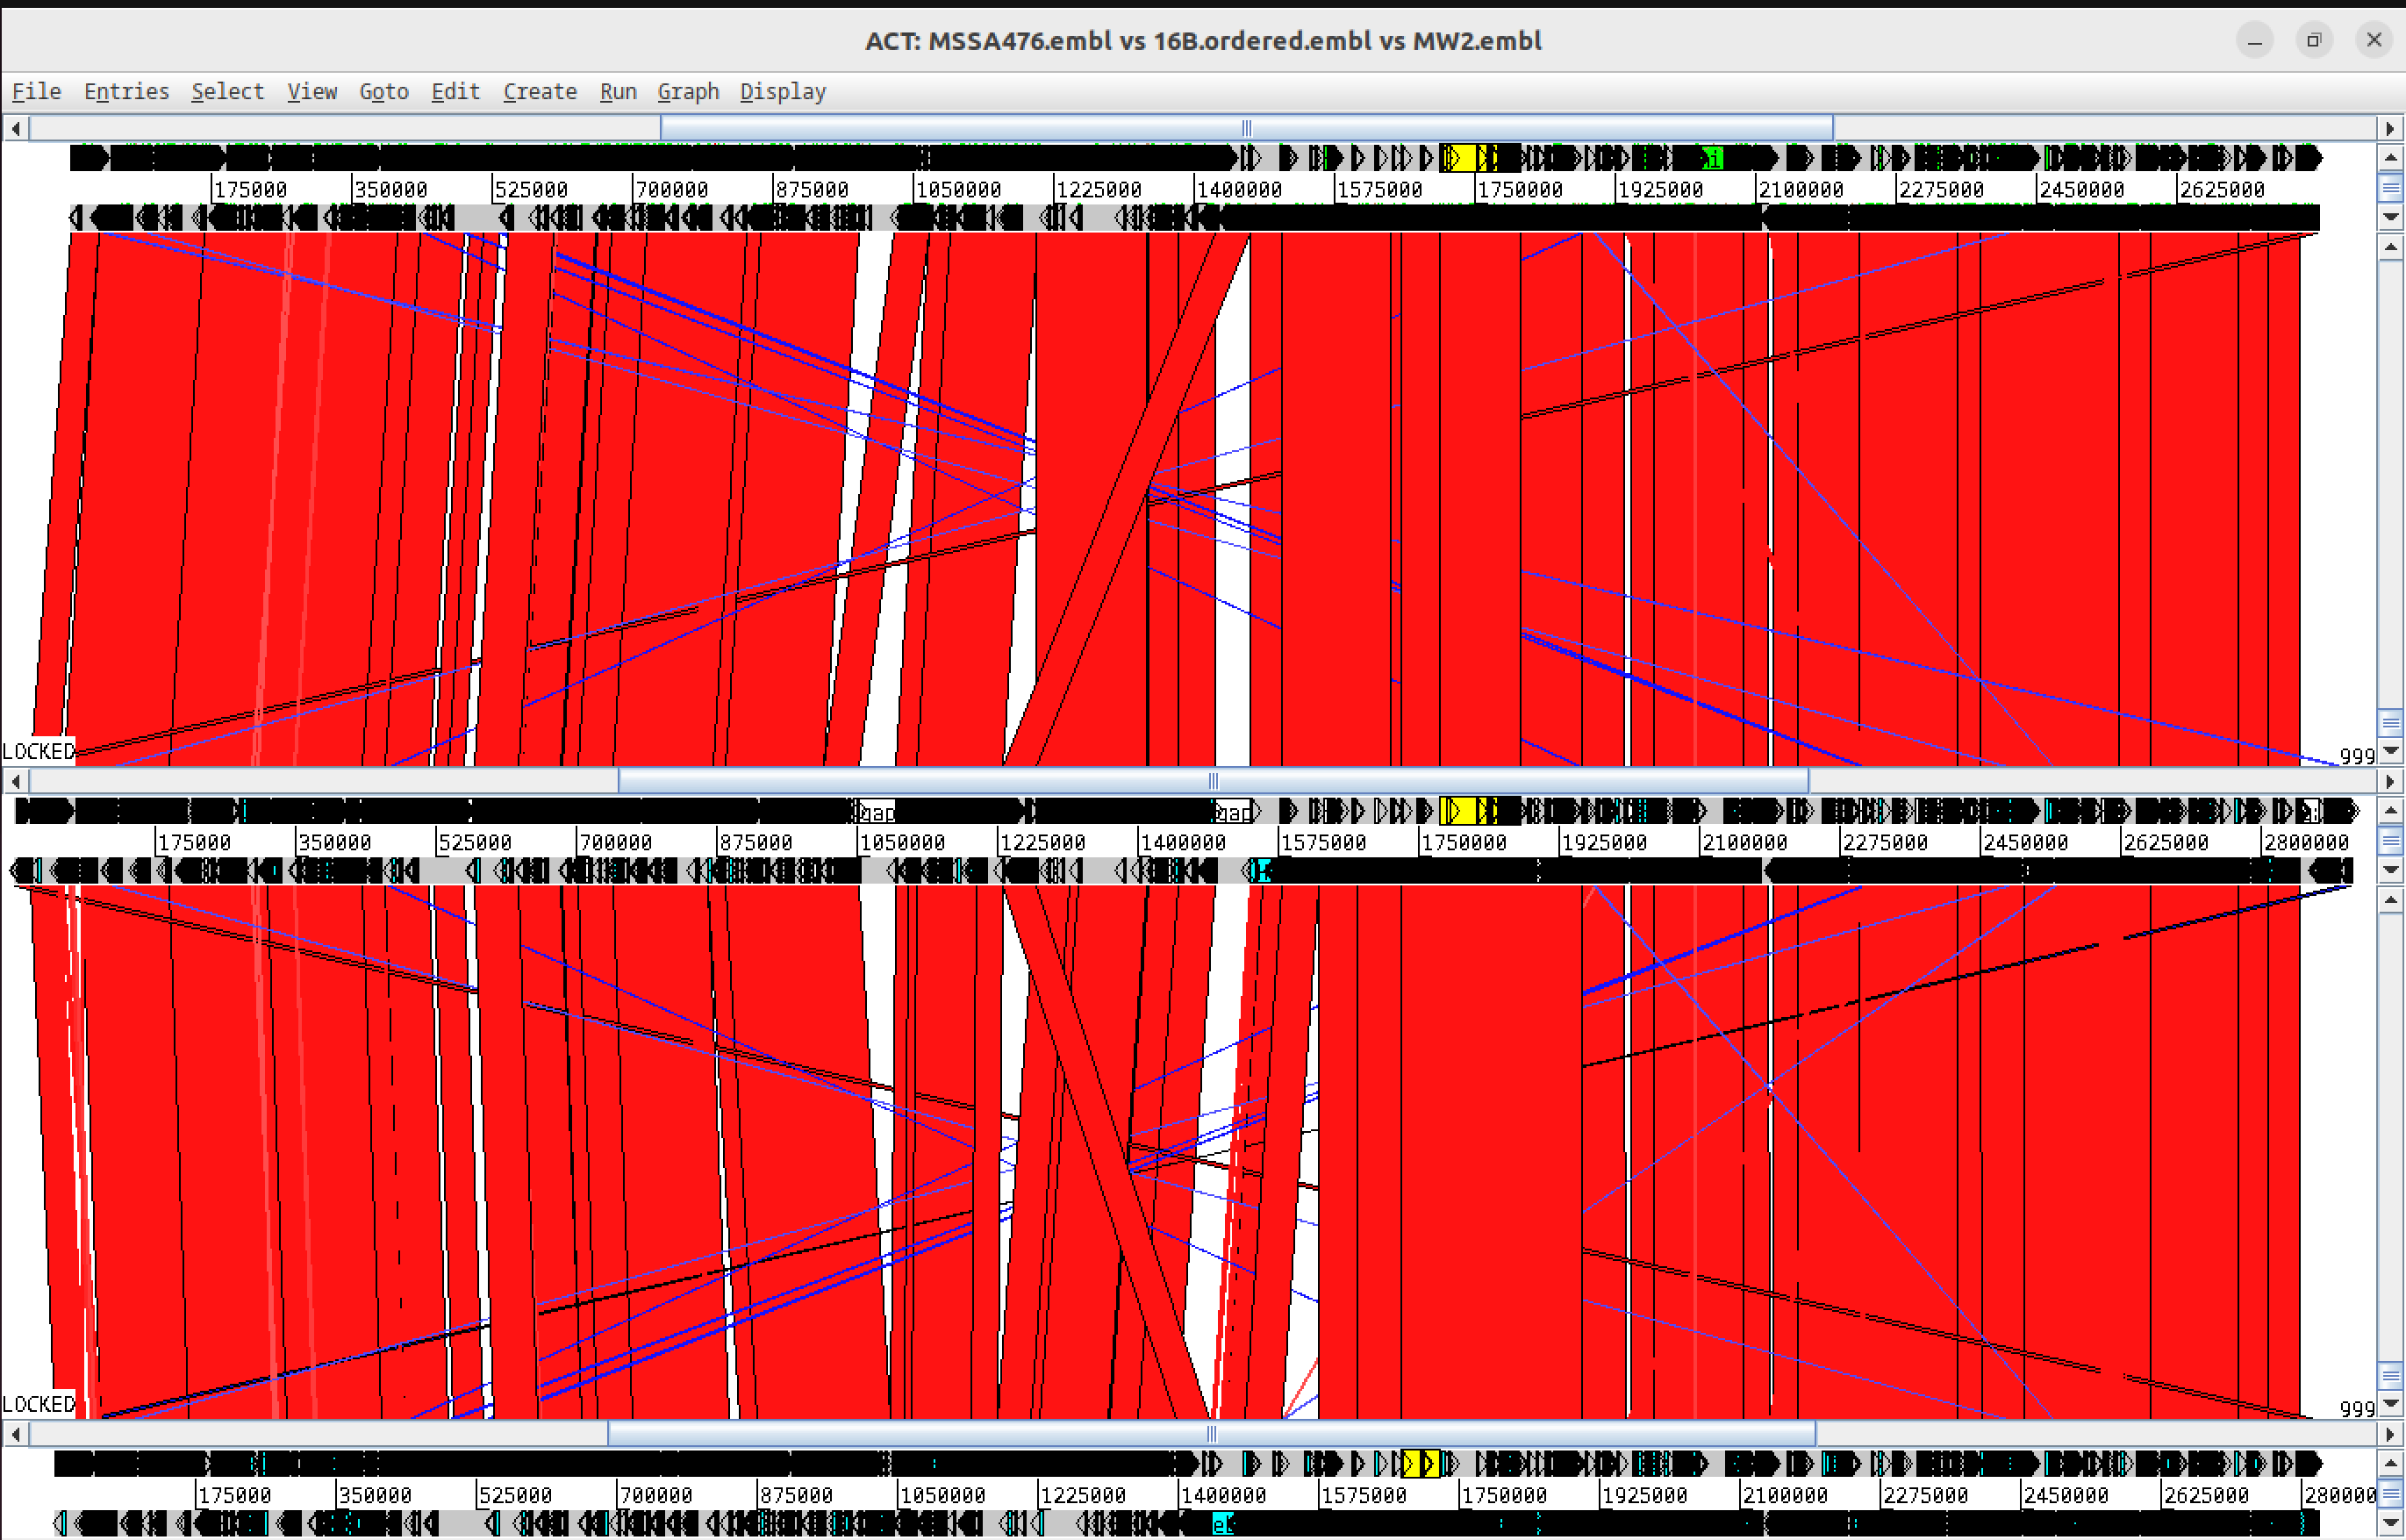 ACT: MSSA476.embl vs 16B.ordered.embl vs MW2.embl
File Entries Select View Goto Edit Create Run Graph Display
i
175000 350000 525000 700000 875000 1050000 1225000 1400000 1575000 1750000 1925000 2100000 2275000 2450000 2625000
LOCKED 999
gap gap
175000 350000 525000 700000 875000 1050000 1225000 1400000 1575000 1750000 1925000 2100000 2275000 2450000 2625000 2800000
LOCKED 999
175000 350000 525000 700000 875000 1050000 1225000 1400000 1575000 1750000 1925000 2100000 2275000 2450000 2625000 2800000